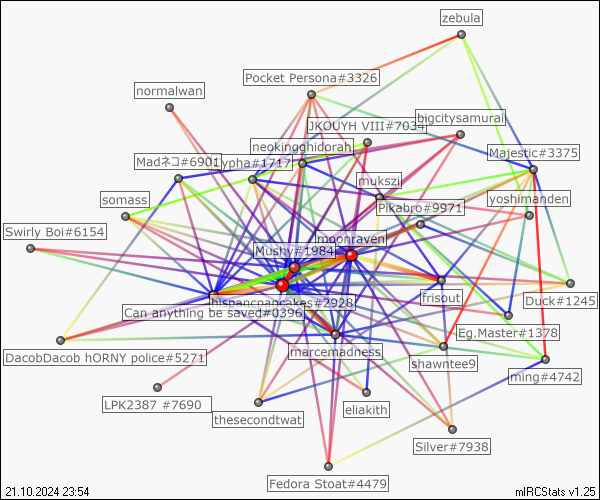 zebula
Pocket Persona#3326
normalwan
bigcitysamurai
JKOUYH VIII#7034
neokingghidorah
Majestic#3375
Madネコ#6901
mukszi
yoshimanden
somass
Pikabro#9971
Swirly Boi#6154
moonraven
Mushy#1984
frisout
Duck#1245
hispancpancakes#2928
Can anything be saved#0396
Eg.Master#1378
marcemadness
DacobDacob hORNY police#5271
shawntee9
ming#4742
LPK2387 #7690
eliakith
thesecondtwat
Silver#7938
Fedora Stoat#4479
21.10.2024 23:54
mIRCStats v1.25